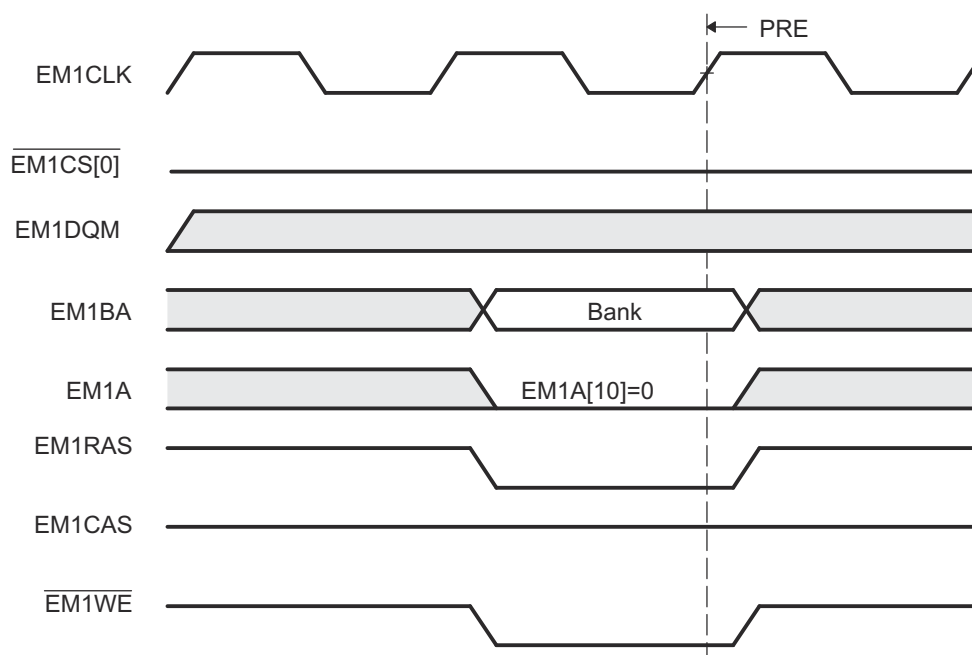 PRE
EM1CLK
EM1CS[0]
EM1DQM
EM1BA
Bank
EM1A
EM1A[10]=0
EM1RAS
EM1CAS
EM1WE